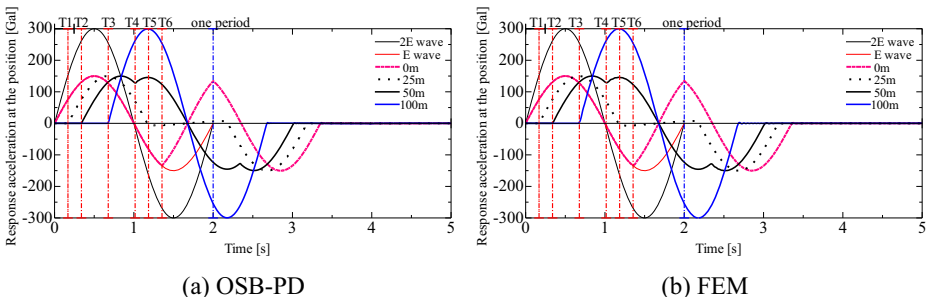 T1 T2 T3 T4 T5 T6 one period
300
200
100
0
-100
-200
-300
Response acceleration at the position [Gal]
2E wave
E wave
0m
25m
50m
100m
0 1 2 3 4 5
Time [s]
(a) OSB-PD
T1 T2 T3 T4 T5 T6 one period
300
200
100
0
-100
-200
-300
Response acceleration at the position [Gal]
2E wave
E wave
0m
25m
50m
100m
0 1 2 3 4 5
Time [s]
(b) FEM